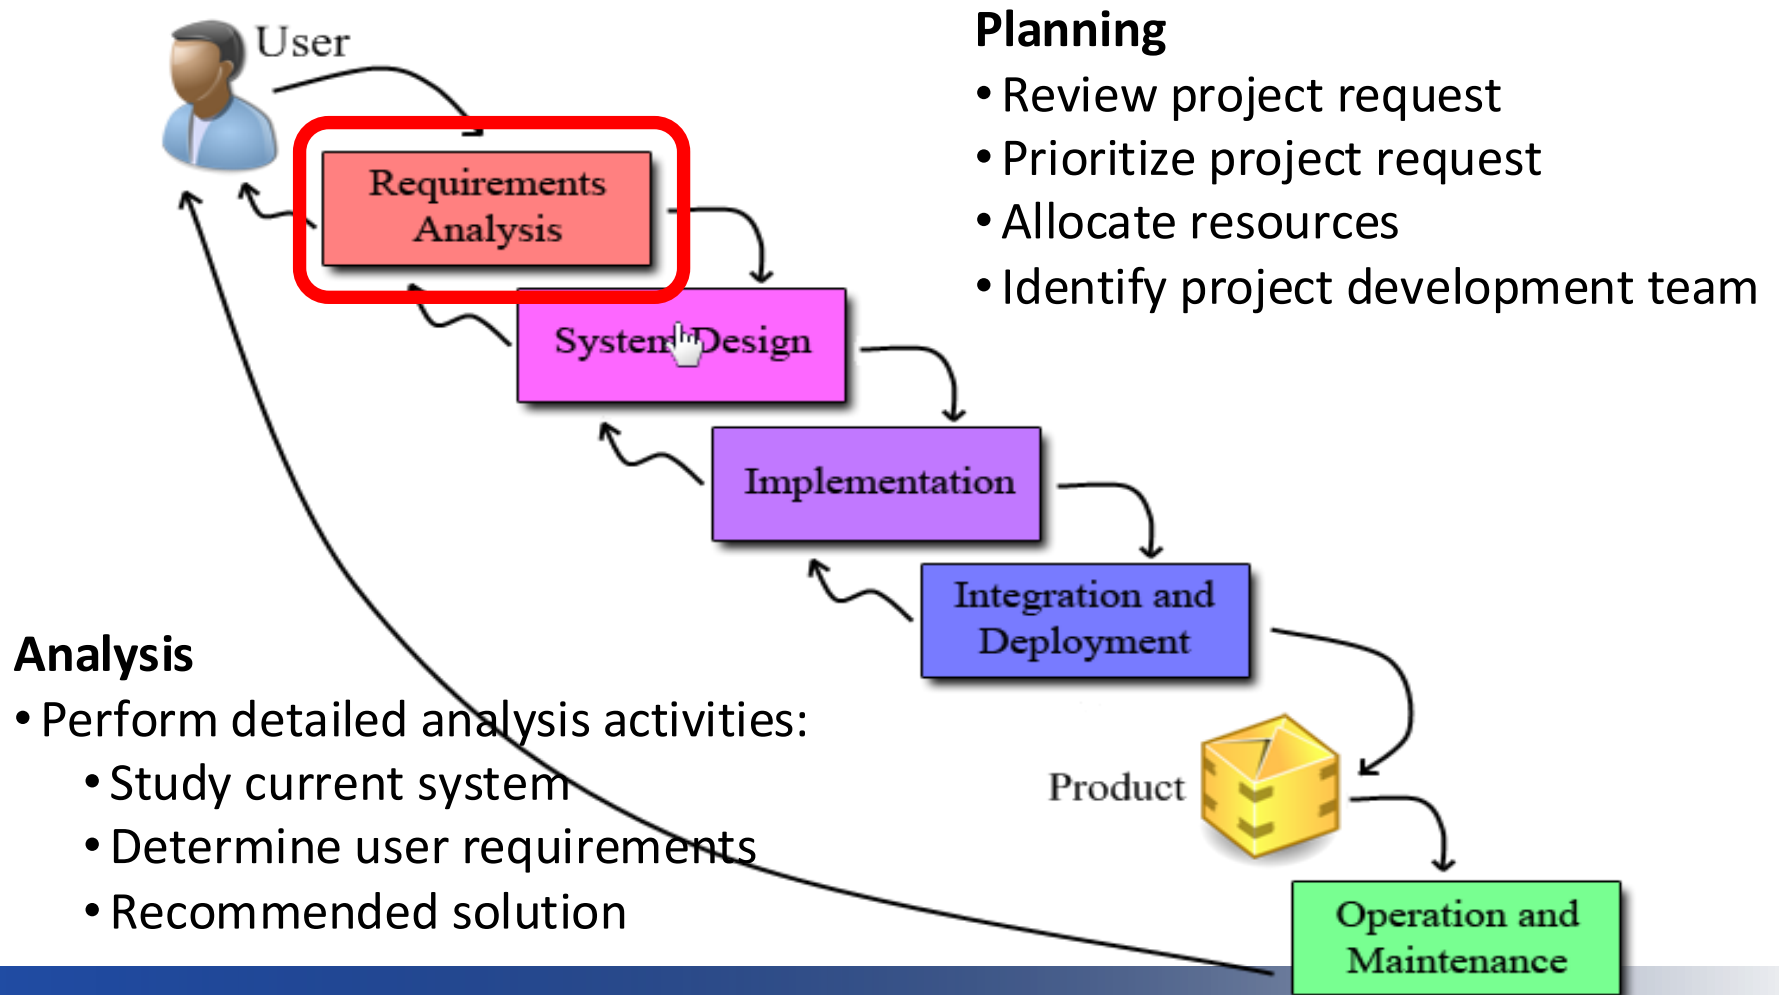 User
Planning
• Review project request
• Prioritize project request
• Allocate resources
• Identify project development team
Requirements
Analysis
System Design
Implementation
Integration and
Deployment
Analysis
• Perform detailed analysis activities:
• Study current system
• Determine user requirements
• Recommended solution
Product
Operation and
Maintenance